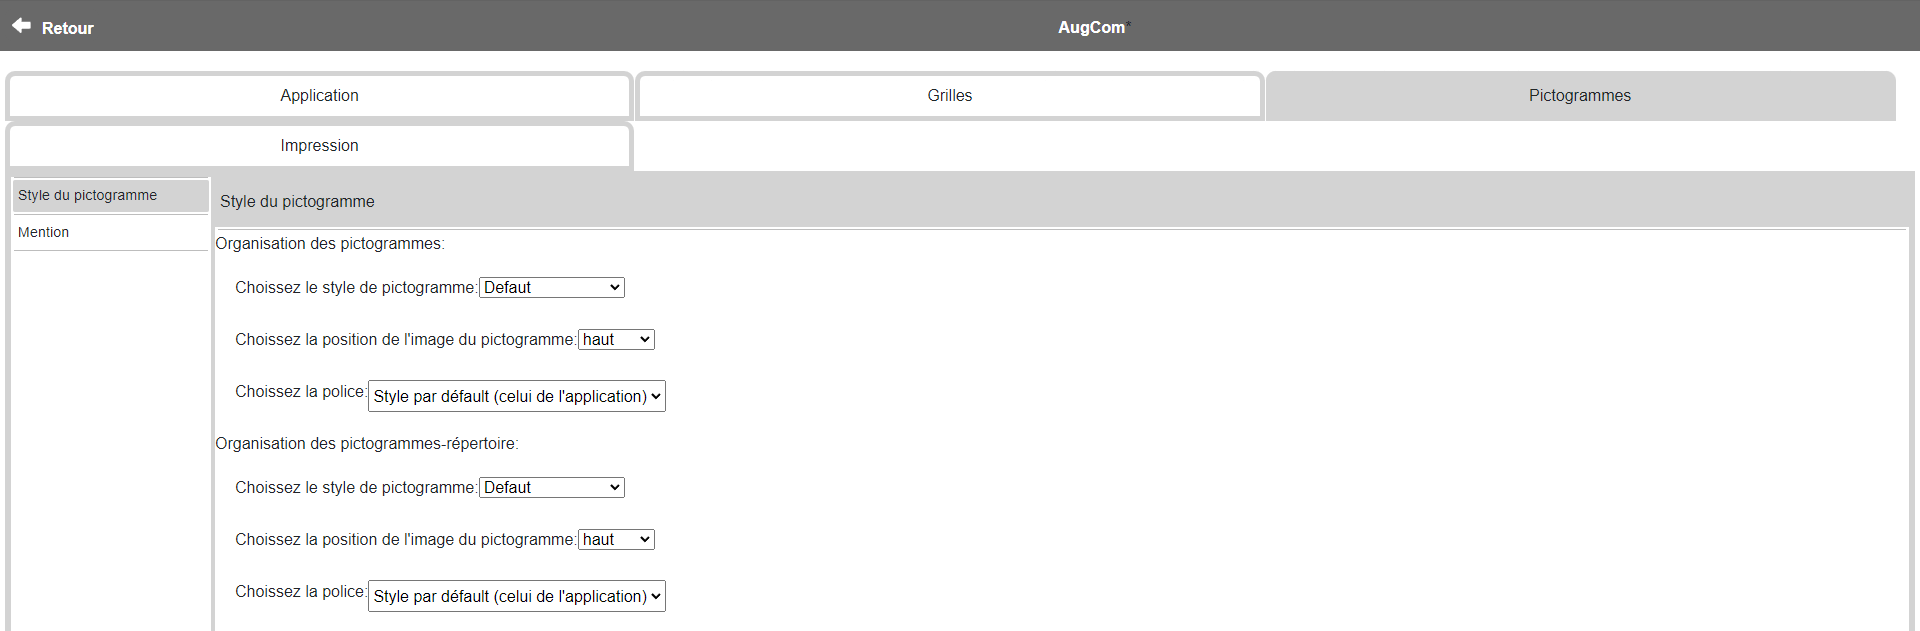 Retour
AugCom*
Application
Grilles
Pictogrammes
Impression
Style du pictogramme
Mention
Style du pictogramme
Organisation des pictogrammes:
Choissez le style de pictogramme: Defaut
Choissez la position de l'image du pictogramme: haut
Choissez la police: Style par défault (celui de l'application)
Organisation des pictogrammes-répertoire:
Choissez le style de pictogramme: Defaut
Choissez la position de l'image du pictogramme: haut
Choissez la police: Style par défault (celui de l'application)